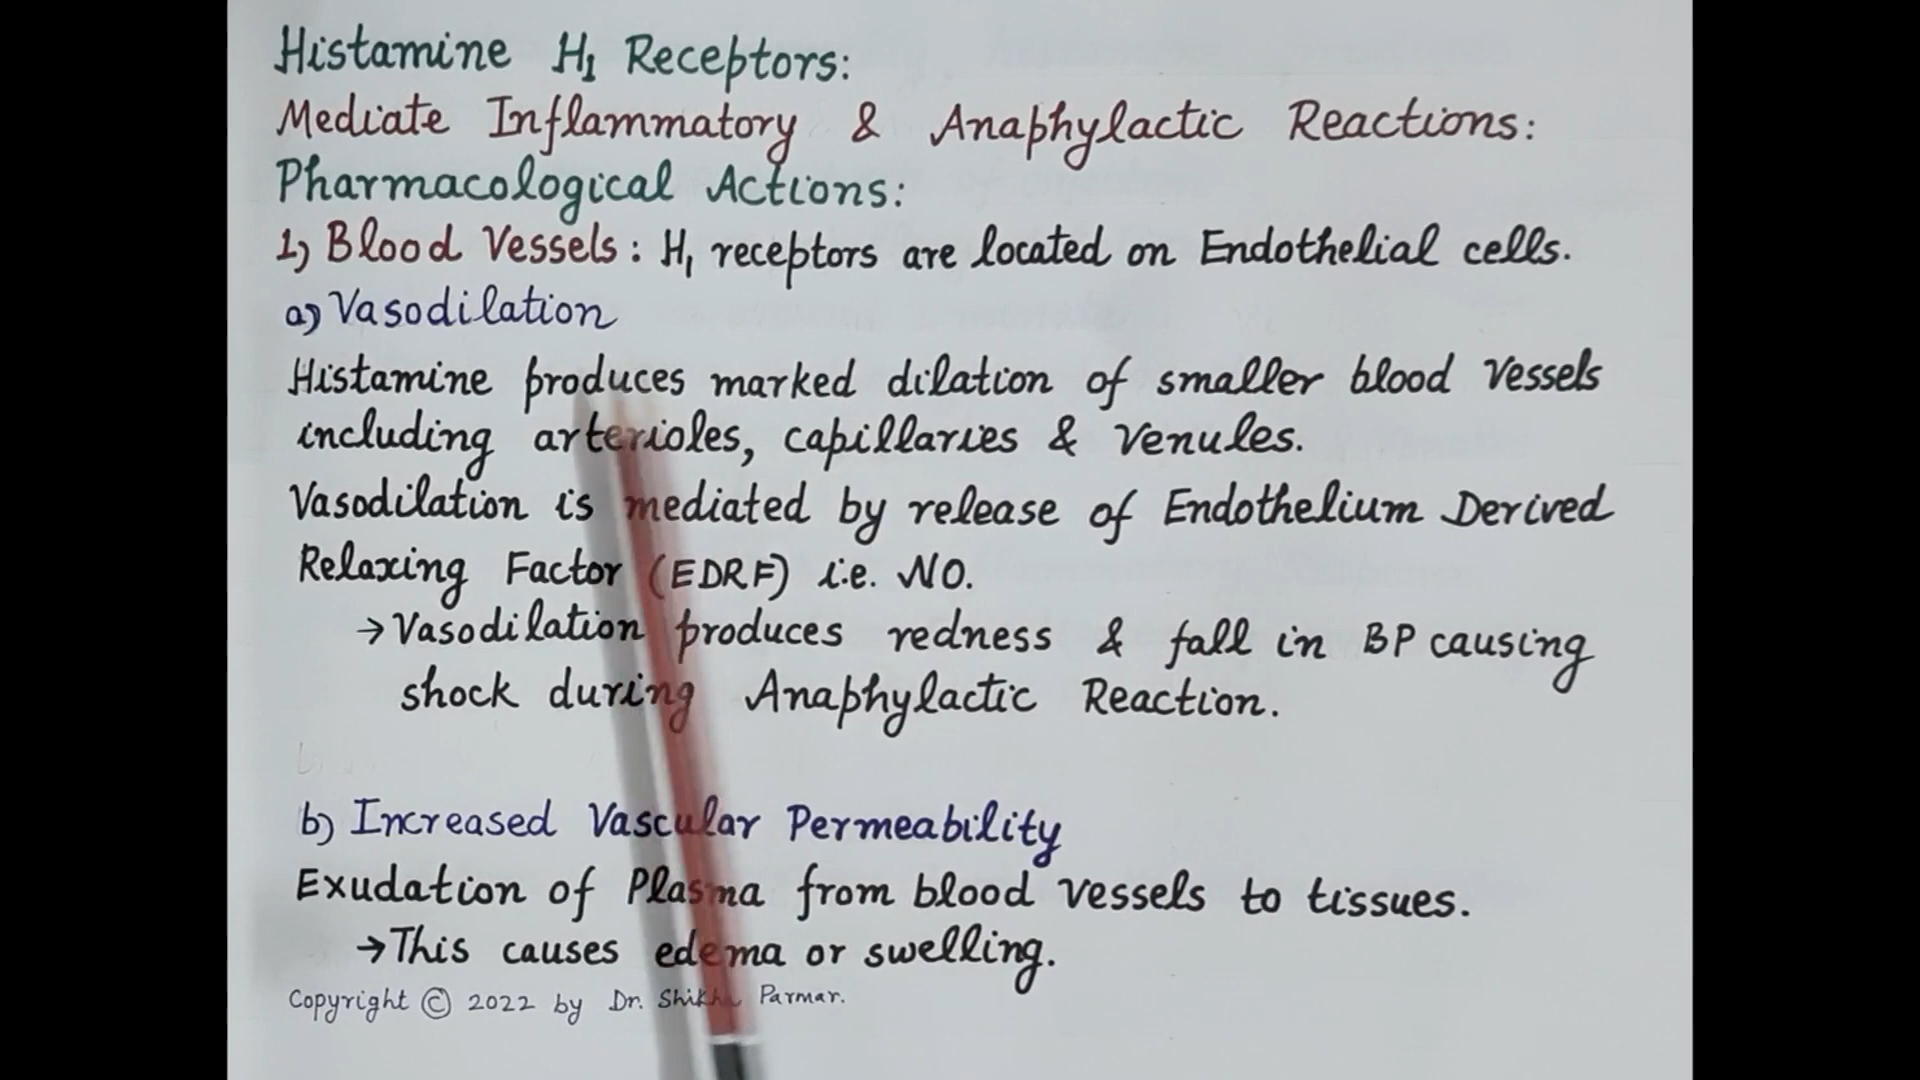 Histamine H₁ Receptors:
Mediate Inflammatory & Anaphylactic Reactions:
Pharmacological Actions:
1) Blood Vessels: H₁ receptors are located on Endothelial cells.
a) Vasodilation
Histamine produces marked dilation of smaller blood vessels
including arterioles, capillaries & venules.
Vasodilation is mediated by release of Endothelium Derived
Relaxing Factor (EDRF) i.e. NO.
→ Vasodilation produces redness & fall in BP causing
shock during Anaphylactic Reaction.
b) Increased Vascular Permeability
Exudation of Plasma from blood vessels to tissues.
→ This causes edema or swelling.
Copyright © 2022 by Dr. Shikha Parmar.